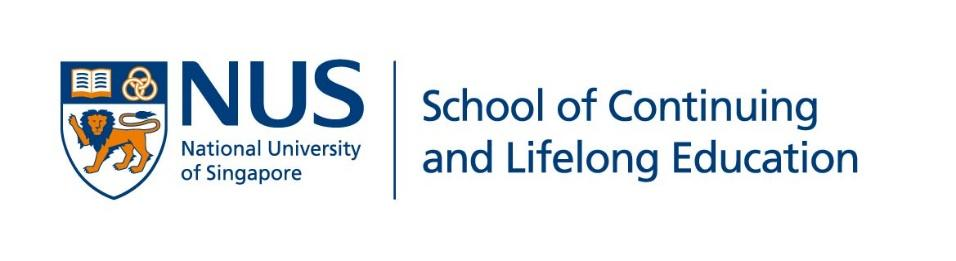 NUS
National University
of Singapore
School of Continuing
and Lifelong Education